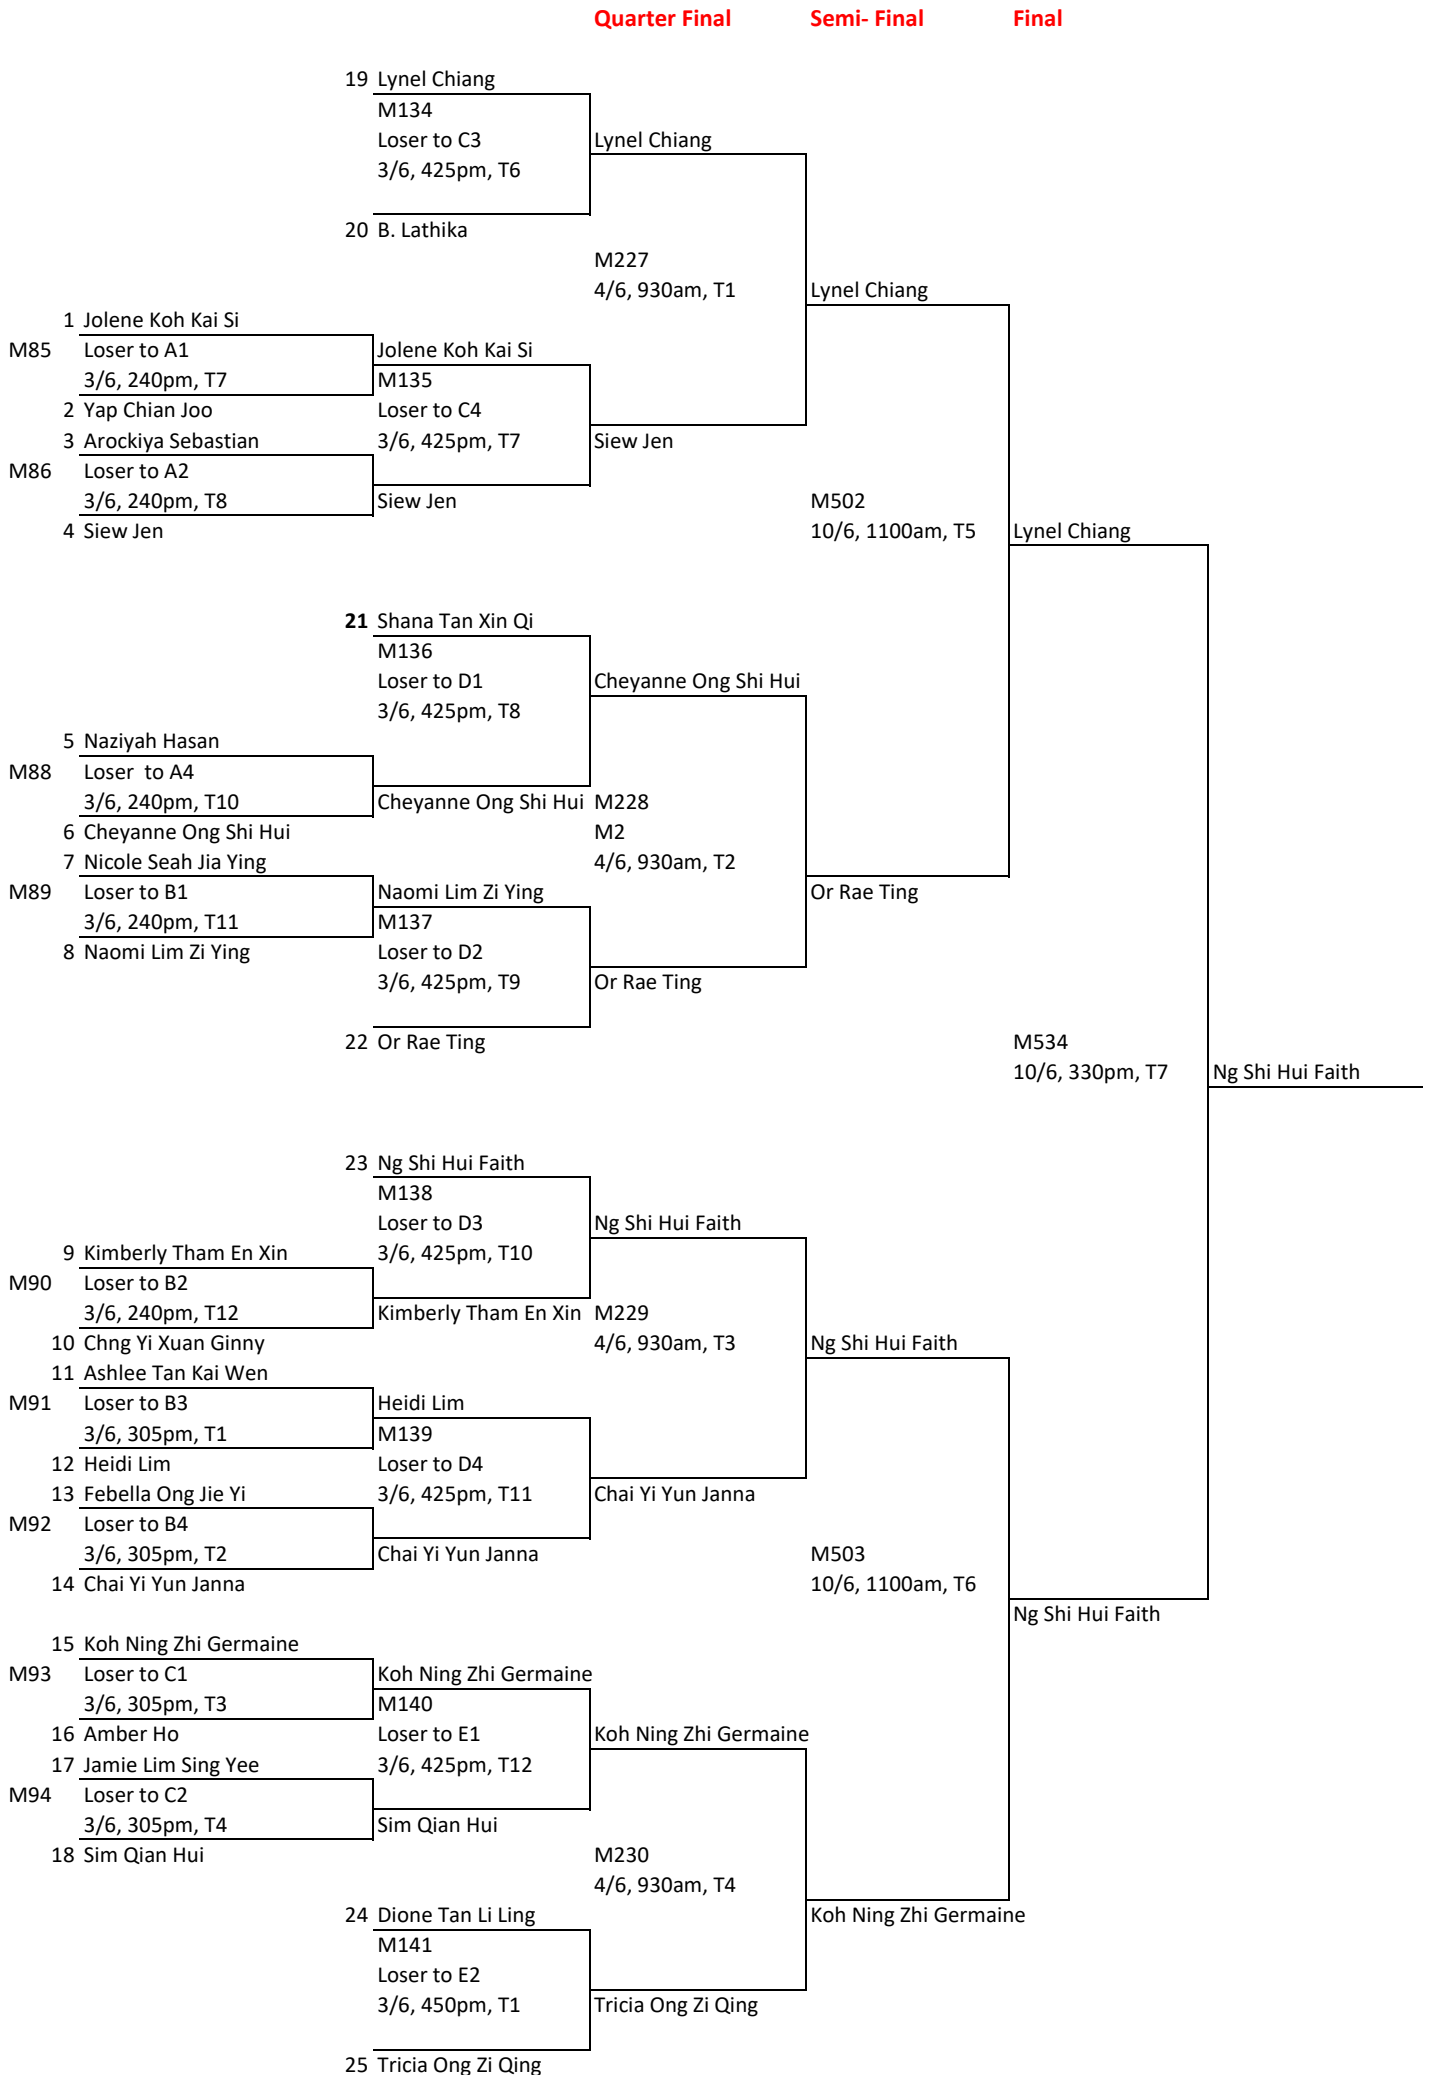 Quarter Final Semi- Final Final
19 Lynel Chiang
M134
Loser to C3 Lynel Chiang
3/6, 425pm, T6
20 B. Lathika
M227
4/6, 930am, T1 Lynel Chiang
1 Jolene Koh Kai Si
M85 Loser to A1 Jolene Koh Kai Si
3/6, 240pm, T7 M135
2 Yap Chian Joo Loser to C4
3 Arockiya Sebastian 3/6, 425pm, T7 Siew Jen
M86 Loser to A2
3/6, 240pm, T8 Siew Jen M502
4 Siew Jen 10/6, 1100am, T5 Lynel Chiang
21 Shana Tan Xin Qi
M136
Loser to D1 Cheyanne Ong Shi Hui
3/6, 425pm, T8
5 Naziyah Hasan
M88 Loser  to A4
3/6, 240pm, T10 Cheyanne Ong Shi Hui M228
6 Cheyanne Ong Shi Hui M2
7 Nicole Seah Jia Ying 4/6, 930am, T2
M89 Loser to B1 Naomi Lim Zi Ying Or Rae Ting
3/6, 240pm, T11 M137
8 Naomi Lim Zi Ying Loser to D2
3/6, 425pm, T9 Or Rae Ting
22 Or Rae Ting M534
10/6, 330pm, T7 Ng Shi Hui Faith
23 Ng Shi Hui Faith
M138
Loser to D3 Ng Shi Hui Faith
9 Kimberly Tham En Xin 3/6, 425pm, T10
M90 Loser to B2
3/6, 240pm, T12 Kimberly Tham En Xin M229
10 Chng Yi Xuan Ginny 4/6, 930am, T3 Ng Shi Hui Faith
11 Ashlee Tan Kai Wen
M91 Loser to B3 Heidi Lim
3/6, 305pm, T1 M139
12 Heidi Lim Loser to D4
13 Febella Ong Jie Yi 3/6, 425pm, T11 Chai Yi Yun Janna
M92 Loser to B4
3/6, 305pm, T2 Chai Yi Yun Janna M503
14 Chai Yi Yun Janna 10/6, 1100am, T6
Ng Shi Hui Faith
15 Koh Ning Zhi Germaine
M93 Loser to C1 Koh Ning Zhi Germaine
3/6, 305pm, T3 M140
16 Amber Ho Loser to E1 Koh Ning Zhi Germaine
17 Jamie Lim Sing Yee 3/6, 425pm, T12
M94 Loser to C2
3/6, 305pm, T4 Sim Qian Hui
18 Sim Qian Hui M230
4/6, 930am, T4
24 Dione Tan Li Ling Koh Ning Zhi Germaine
M141
Loser to E2
3/6, 450pm, T1 Tricia Ong Zi Qing
25 Tricia Ong Zi Qing